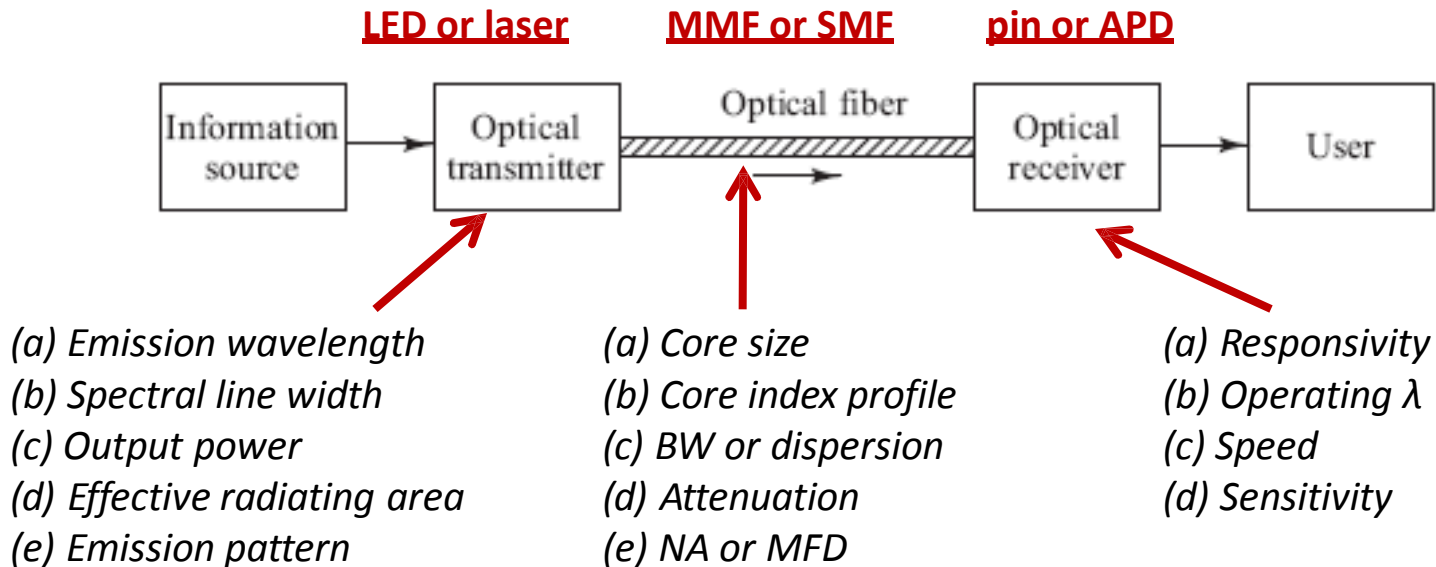 LED or laser
MMF or SMF
pin or APD
Information
source
Optical
transmitter
Optical fiber
Optical
receiver
User
(a) Emission wavelength
(b) Spectral line width
(c) Output power
(d) Effective radiating area
(e) Emission pattern
(a) Core size
(b) Core index profile
(c) BW or dispersion
(d) Attenuation
(e) NA or MFD
(a) Responsivity
(b) Operating λ
(c) Speed
(d) Sensitivity